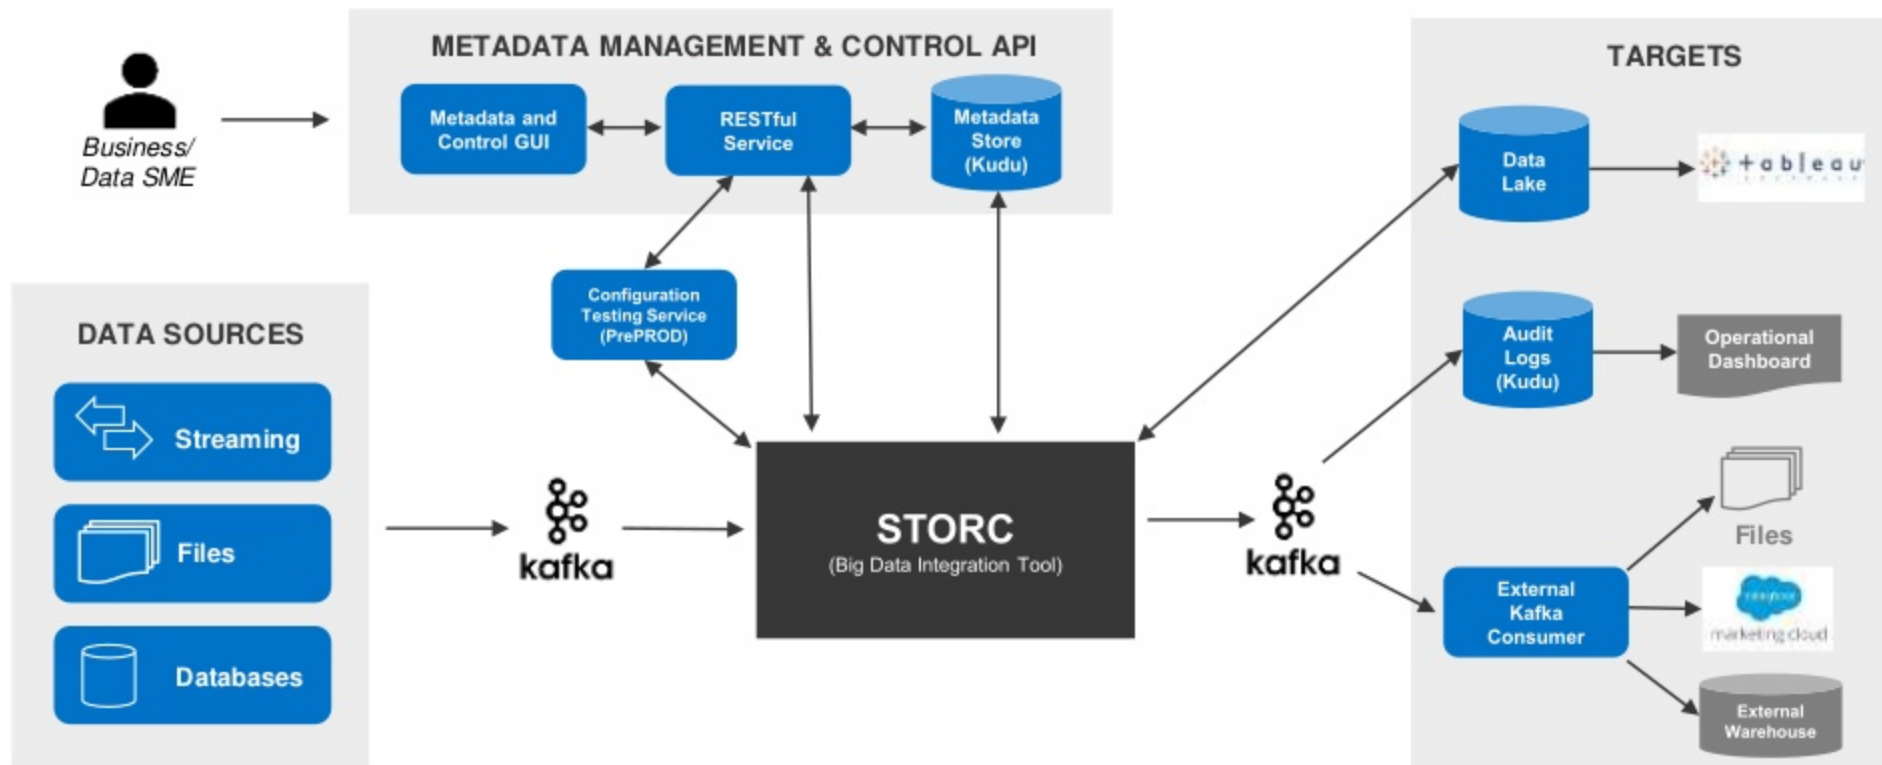 METADATA MANAGEMENT & CONTROL API
Business/
Data SME
Metadata and
Control GUI
RESTful
Service
Metadata
Store
(Kudu)
Configuration
Testing Service
(PrePROD)
DATA SOURCES
Streaming
Files
Databases
kafka
STORC
(Big Data Integration Tool)
kafka
TARGETS
Data
Lake
+ableau
Audit
Logs
(Kudu)
Operational
Dashboard
Files
External
Kafka
Consumer
marketing cloud
External
Warehouse